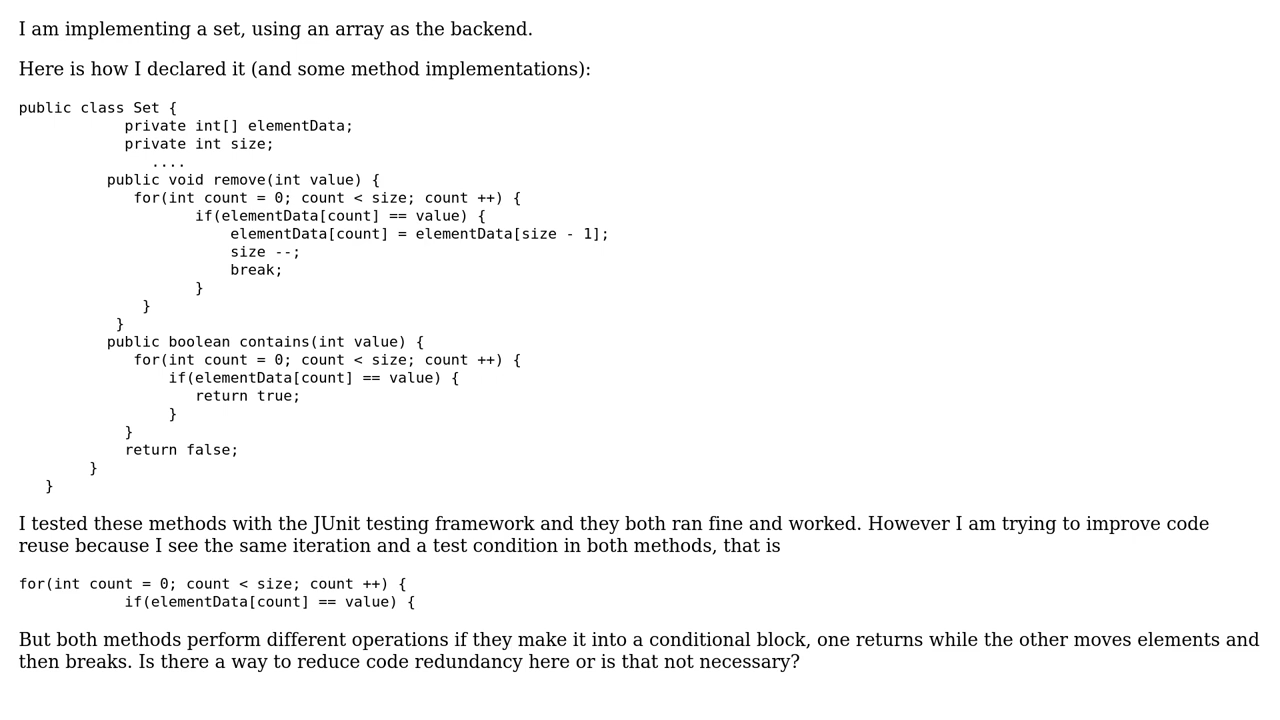 I am implementing a set, using an array as the backend.
Here is how I declared it (and some method implementations):
public class Set {
            private int[] elementData;
            private int size;
               ....
          public void remove(int value) {
             for(int count = 0; count < size; count ++) {
                    if(elementData[count] == value) {
                        elementData[count] = elementData[size - 1];
                        size --;
                        break;
                    }
              }
           }
          public boolean contains(int value) {
             for(int count = 0; count < size; count ++) {
                 if(elementData[count] == value) {
                    return true;
                 }
            }
            return false;
        }
   }
I tested these methods with the JUnit testing framework and they both ran fine and worked. However I am trying to improve code
reuse because I see the same iteration and a test condition in both methods, that is
for(int count = 0; count < size; count ++) {
            if(elementData[count] == value) {
But both methods perform different operations if they make it into a conditional block, one returns while the other moves elements and
then breaks. Is there a way to reduce code redundancy here or is that not necessary?